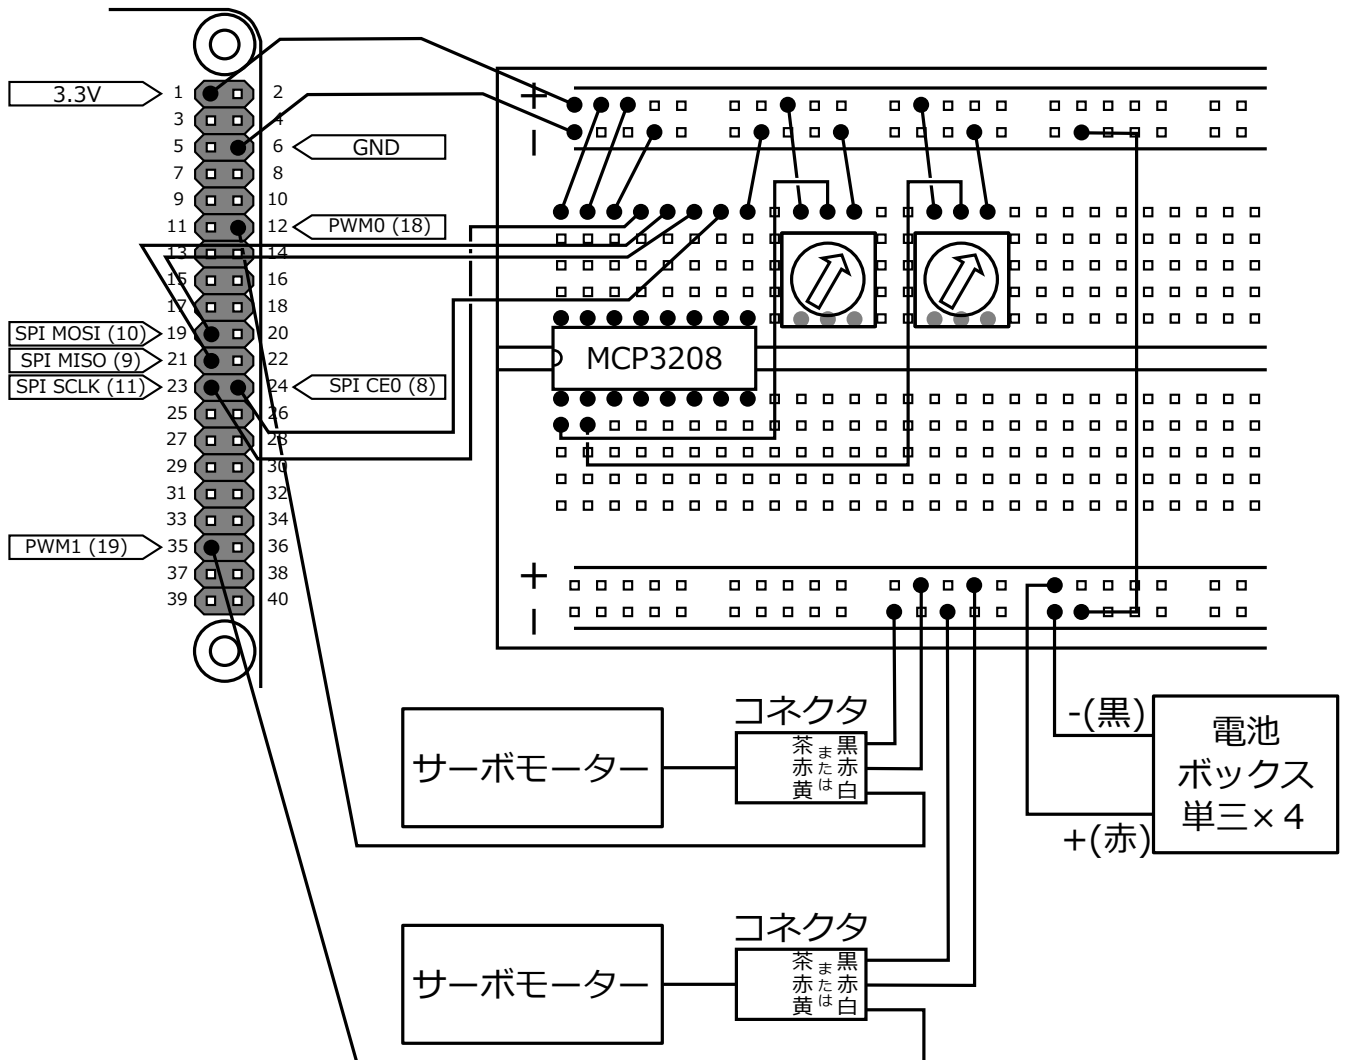 3.3V
1 2
3 4
5 6
GND
7 8
9 10
11 12
PWM0 (18)
13 14
15 16
17 18
SPI MOSI (10)
19 20
SPI MISO (9)
21 22
SPI SCLK (11)
23 24
SPI CE0 (8)
25 26
27 28
29 30
31 32
33 34
PWM1 (19)
35 36
37 38
39 40
+
-
MCP3208
+
-
サーボモーター
コネクタ
茶 または 黒
赤 赤
黄 白
-(黒)
+(赤)
電池
ボックス
単三×4
サーボモーター
コネクタ
茶 または 黒
赤 赤
黄 白